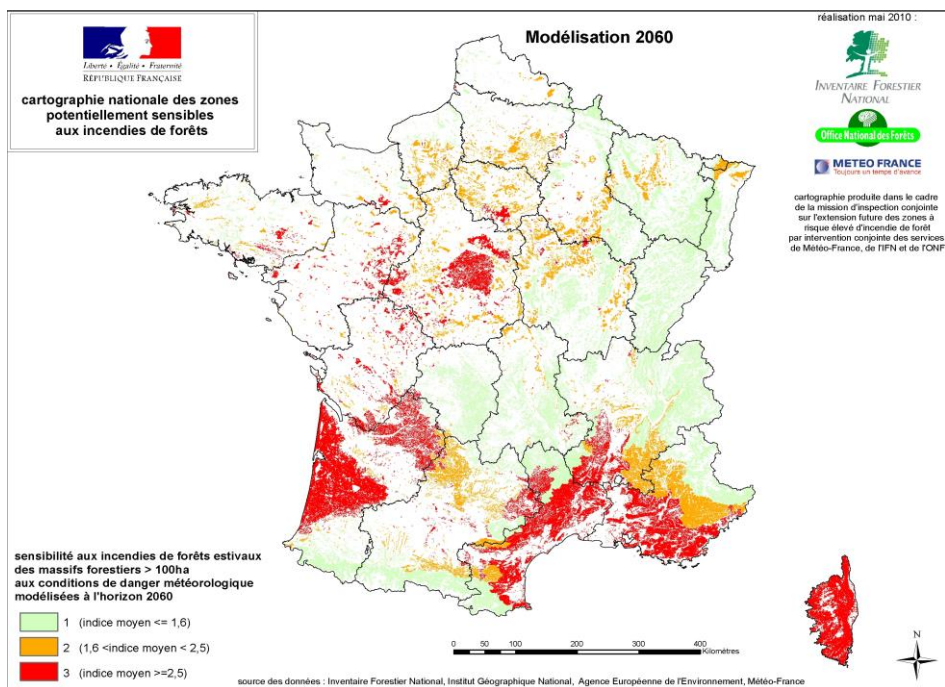 Liberté • Égalité • Fraternité
RÉPUBLIQUE FRANÇAISE
cartographie nationale des zones
potentiellement sensibles
aux incendies de forêts
Modélisation 2060
réalisation mai 2010 :
INVENTAIRE FORESTIER
NATIONAL
Office National des Forêts
METEO FRANCE
Toujours un temps d'avance
cartographie produite dans le cadre
de la mission d'inspection conjointe
sur l'extension future des zones à
risque élevé d'incendie de forêt
par intervention conjointe des services
de Météo-France, de l'IFN et de l'ONF
sensibilité aux incendies de forêts estivaux
des massifs forestiers > 100ha
aux conditions de danger météorologique
modélisées à l'horizon 2060
1 (indice moyen <= 1,6)
2 (1,6 <indice moyen < 2,5)
3 (indice moyen >=2,5)
0 50 100 200 300 400
Kilomètres
N
source des données : Inventaire Forestier National, Institut Géographique National, Agence Européenne de l'Environnement, Météo-France